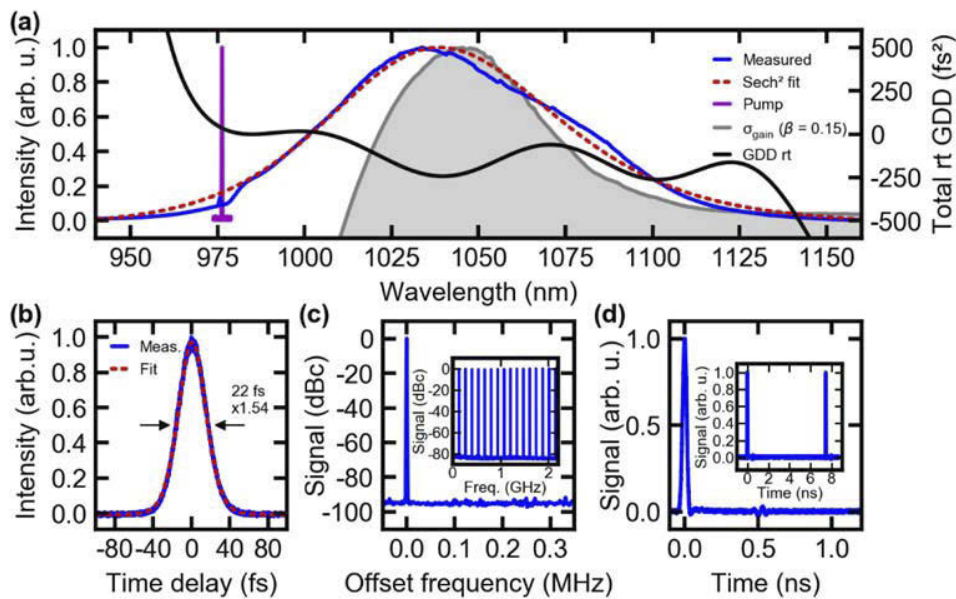 (a)
Intensity (arb. u.)
1.0
0.8
0.6
0.4
0.2
0.0
Measured
Sech² fit
Pump
σgain (β = 0.15)
GDD rt
500
250
0
-250
-500
Total rt GDD (fs²)
950 975 1000 1025 1050 1075 1100 1125 1150
Wavelength (nm)
(b)
Intensity (arb.u.)
1.0
0.8
0.6
0.4
0.2
0.0
Meas.
Fit
22 fs
x1.54
-80 -40 0 40 80
Time delay (fs)
(c)
Signal (dBc)
0
-20
-40
-60
-80
-100
Signal (dBc)
0
-20
-40
-60
-80
0 1 2
Freq. (GHz)
0.0 0.1 0.2 0.3
Offset frequency (MHz)
(d)
Signal (arb. u.)
1.0
0.5
0.0
Signal (arb. u.)
1.0
0.8
0.6
0.4
0.2
0.0
0 2 4 6 8
Time (ns)
0.0 0.5 1.0
Time (ns)